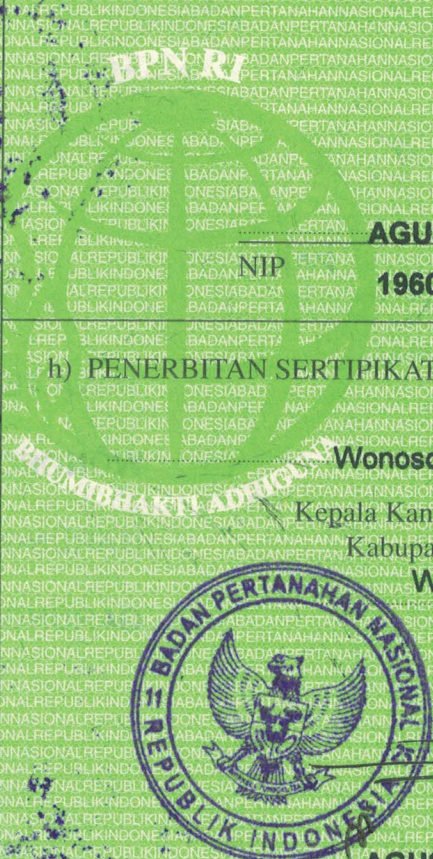 BPN RI
AGU
NIP
1960
h) PENERBITAN SERTIPIKAT
BHUMIBHAKTI ADHIGUNA
Wonoso
Kepala Kan
Kabupa
W
BADAN PERTANAHAN NASIONAL
REPUBLIK INDONESIA